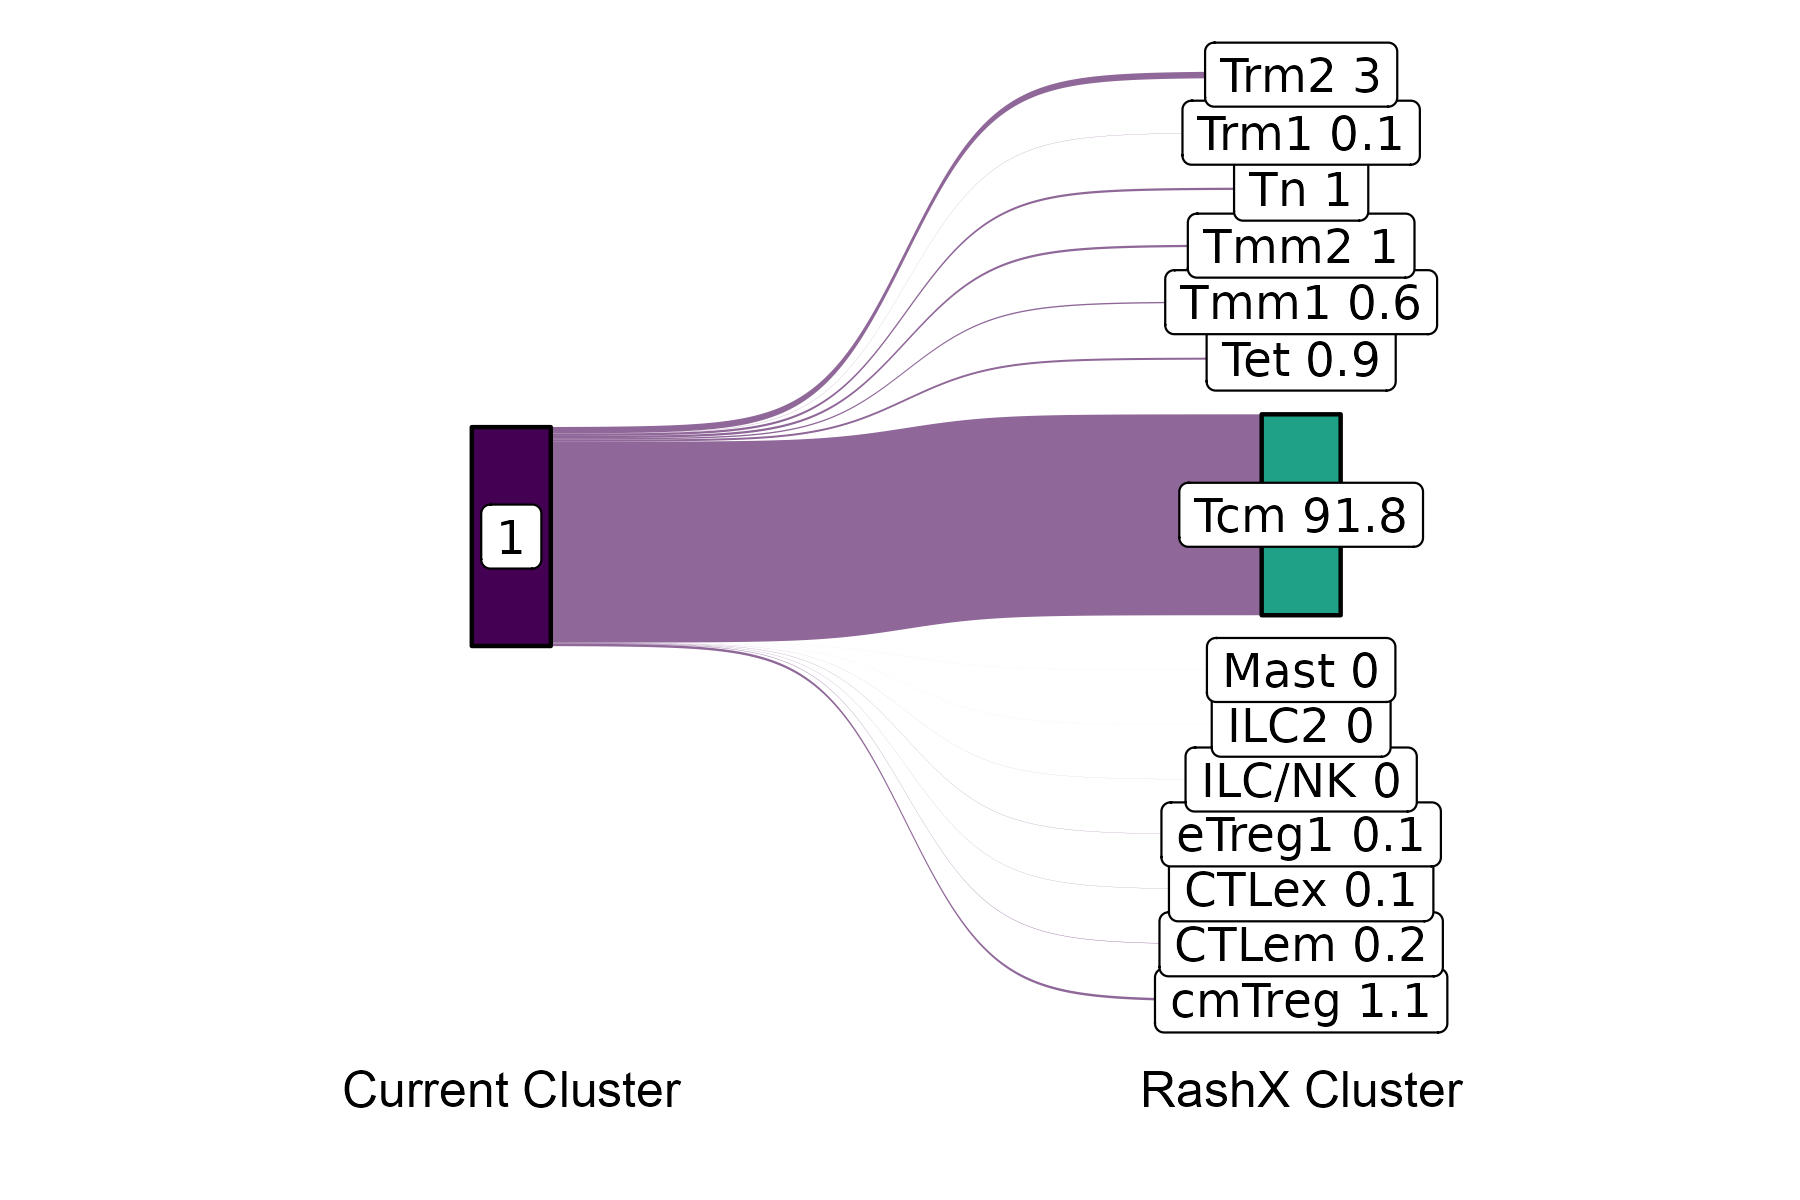 Trm2 3
Trm1 0.1
Tn 1
Tmm2 1
Tmm1 0.6
Tet 0.9
Tcm 91.8
1
Mast 0
ILC2 0
ILC/NK 0
eTreg1 0.1
CTLex 0.1
CTLem 0.2
cmTreg 1.1
Current Cluster
RashX Cluster